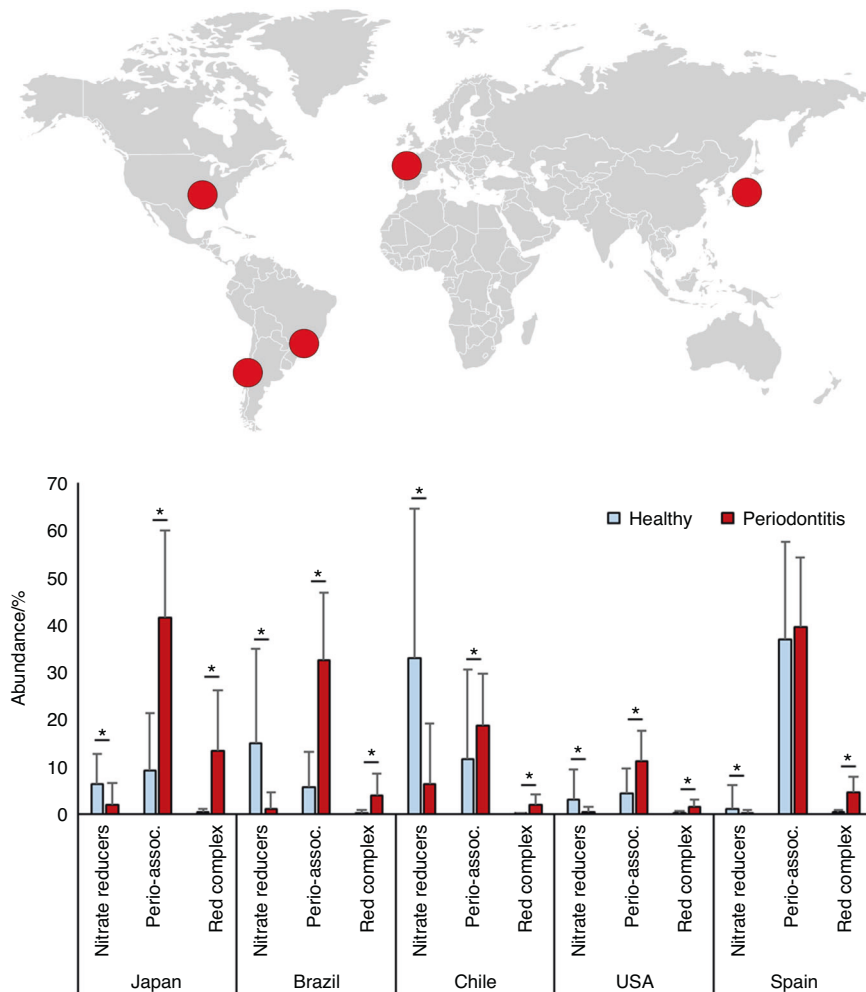 70
60
50
40
30
20
10
0
Abundance/%
Healthy
Periodontitis
*
*
*
*
*
*
*
*
*
*
*
*
*
*
Nitrate reducers
Perio-assoc.
Red complex
Nitrate reducers
Perio-assoc.
Red complex
Nitrate reducers
Perio-assoc.
Red complex
Nitrate reducers
Perio-assoc.
Red complex
Nitrate reducers
Perio-assoc.
Red complex
Japan
Brazil
Chile
USA
Spain